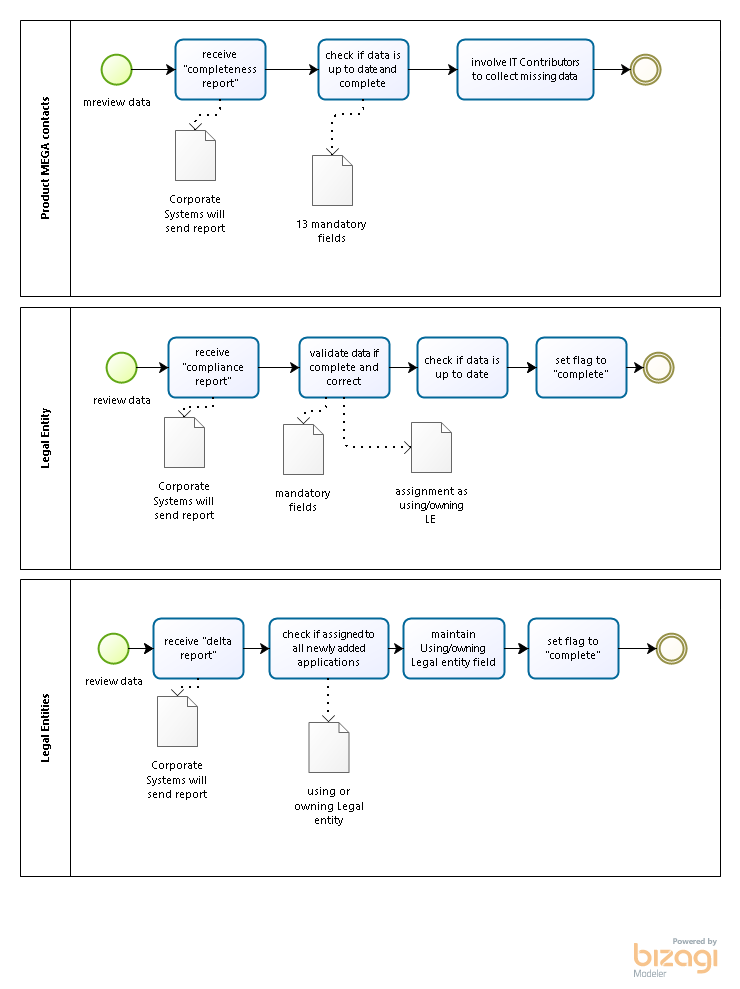 Product MEGA contacts
mreview data
receive
"completeness
report"
check if data is
up to date and
complete
involve IT Contributors
to collect missing data
Corporate
Systems will
send report
13 mandatory
fields
Legal Entity
review data
receive
"compliance
report"
validate data if
complete and
correct
check if data is
up to date
set flag to
"complete"
Corporate
Systems will
send report
mandatory
fields
assignment as
using/owning
LE
Legal Entities
review data
receive "delta
report"
check if assigned to
all newly added
applications
maintain
Using/owning
Legal entity field
set flag to
"complete"
Corporate
Systems will
send report
using or
owning Legal
entity
Powered by
bizagi
Modeler